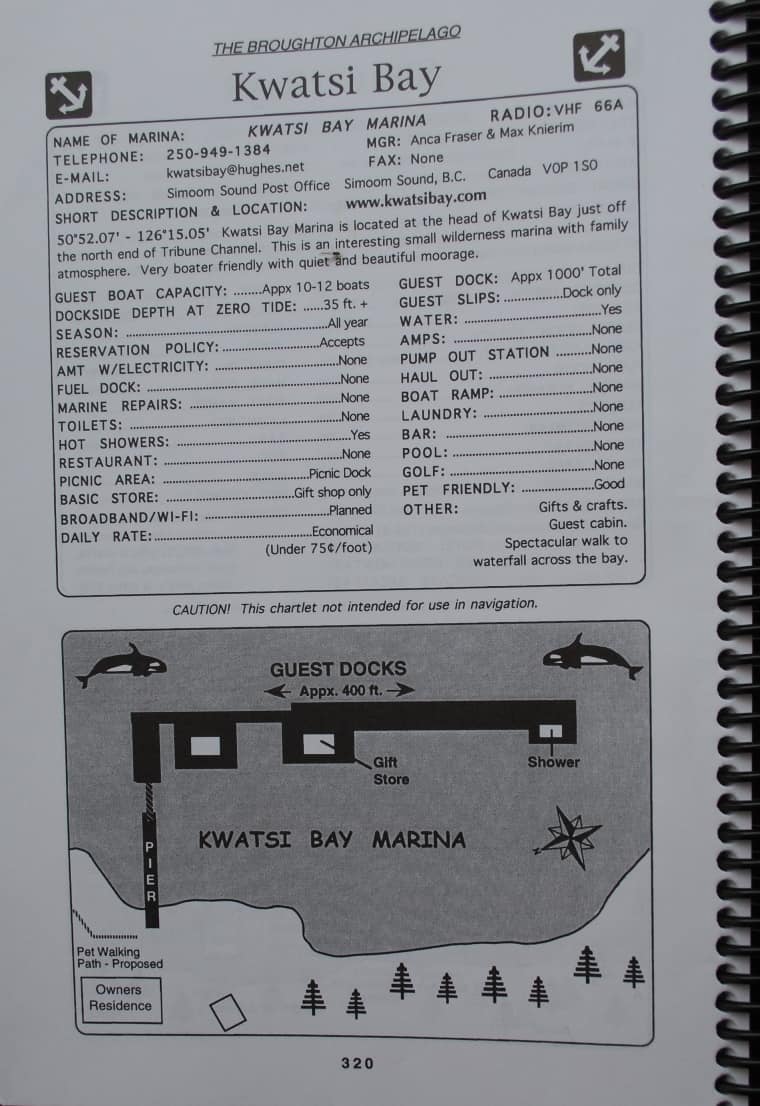 THE BROUGHTON ARCHIPELAGO
Kwatsi Bay
NAME OF MARINA: KWATSI BAY MARINA RADIO: VHF 66A
TELEPHONE: 250-949-1384 MGR: Anca Fraser & Max Knierim
E-MAIL: kwatsibay@hughes.net FAX: None
ADDRESS: Simoom Sound Post Office Simoom Sound, B.C. Canada V0P 1S0
SHORT DESCRIPTION & LOCATION: www.kwatsibay.com
50°52.07' - 126°15.05' Kwatsi Bay Marina is located at the head of Kwatsi Bay just off
the north end of Tribune Channel. This is an interesting small wilderness marina with family
atmosphere. Very boater friendly with quiet and beautiful moorage.
GUEST BOAT CAPACITY: ........Appx 10-12 boats
DOCKSIDE DEPTH AT ZERO TIDE: ......35 ft. +
SEASON: ..........All year
RESERVATION POLICY: ..........Accepts
AMT W/ELECTRICITY: ..........None
FUEL DOCK: ..........None
MARINE REPAIRS: ..........None
TOILETS: ..........None
HOT SHOWERS: ..........Yes
RESTAURANT: ..........None
PICNIC AREA: ..........Picnic Dock
BASIC STORE: ..........Gift shop only
BROADBAND/WI-FI: ..........Planned
DAILY RATE: ..........Economical
(Under 75¢/foot)
GUEST DOCK: Appx 1000' Total
GUEST SLIPS: ..........Dock only
WATER: ..........Yes
AMPS: ..........None
PUMP OUT STATION .........None
HAUL OUT: ..........None
BOAT RAMP: ..........None
LAUNDRY: ..........None
BAR: ..........None
POOL: ..........None
GOLF: ..........None
PET FRIENDLY: ..........Good
OTHER: Gifts & crafts.
Guest cabin.
Spectacular walk to
waterfall across the bay.
CAUTION! This chartlet not intended for use in navigation.
GUEST DOCKS
Appx. 400 ft.
Gift
Store
Shower
KWATSI BAY MARINA
PIER
Pet Walking
Path - Proposed
Owners
Residence
320